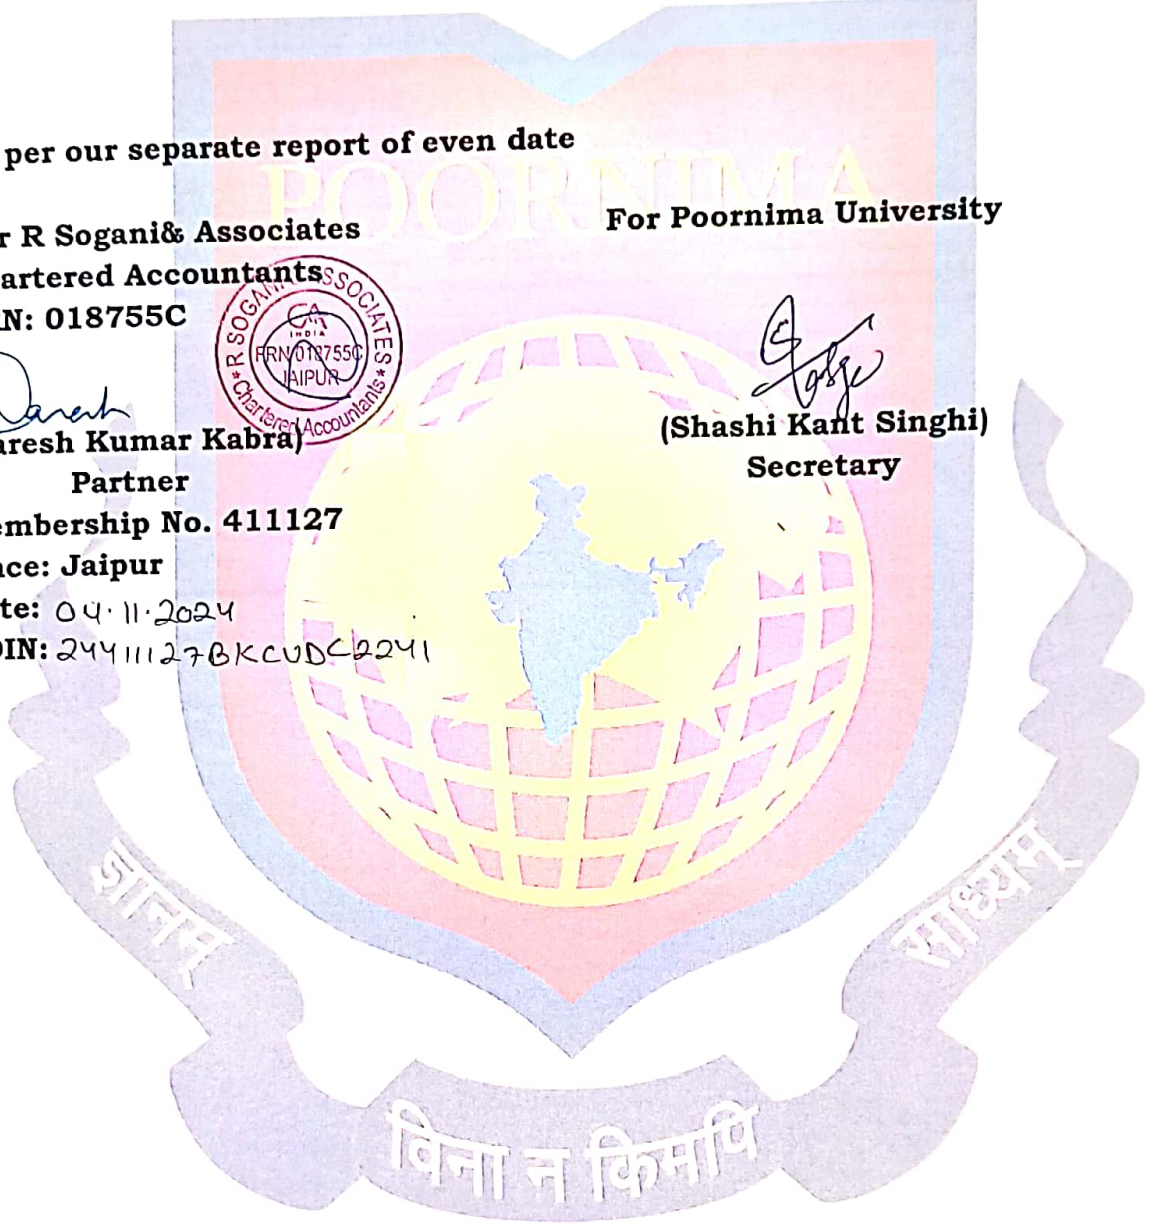 per our separate report of even date
POORNIMA
r R Sogani& Associates
artered Accountants
N: 018755C
R SOGANI & ASSOCIATES
CA
INDIA
FRN 018755C
JAIPUR
Chartered Accountants
aresh Kumar Kabra)
Partner
embership No. 411127
ace: Jaipur
te: 04.11.2024
DIN: 24411127BKCUDC2241
For Poornima University
(Shashi Kant Singhi)
Secretary
ज्ञानम्
विना न किमपि
साध्यम्